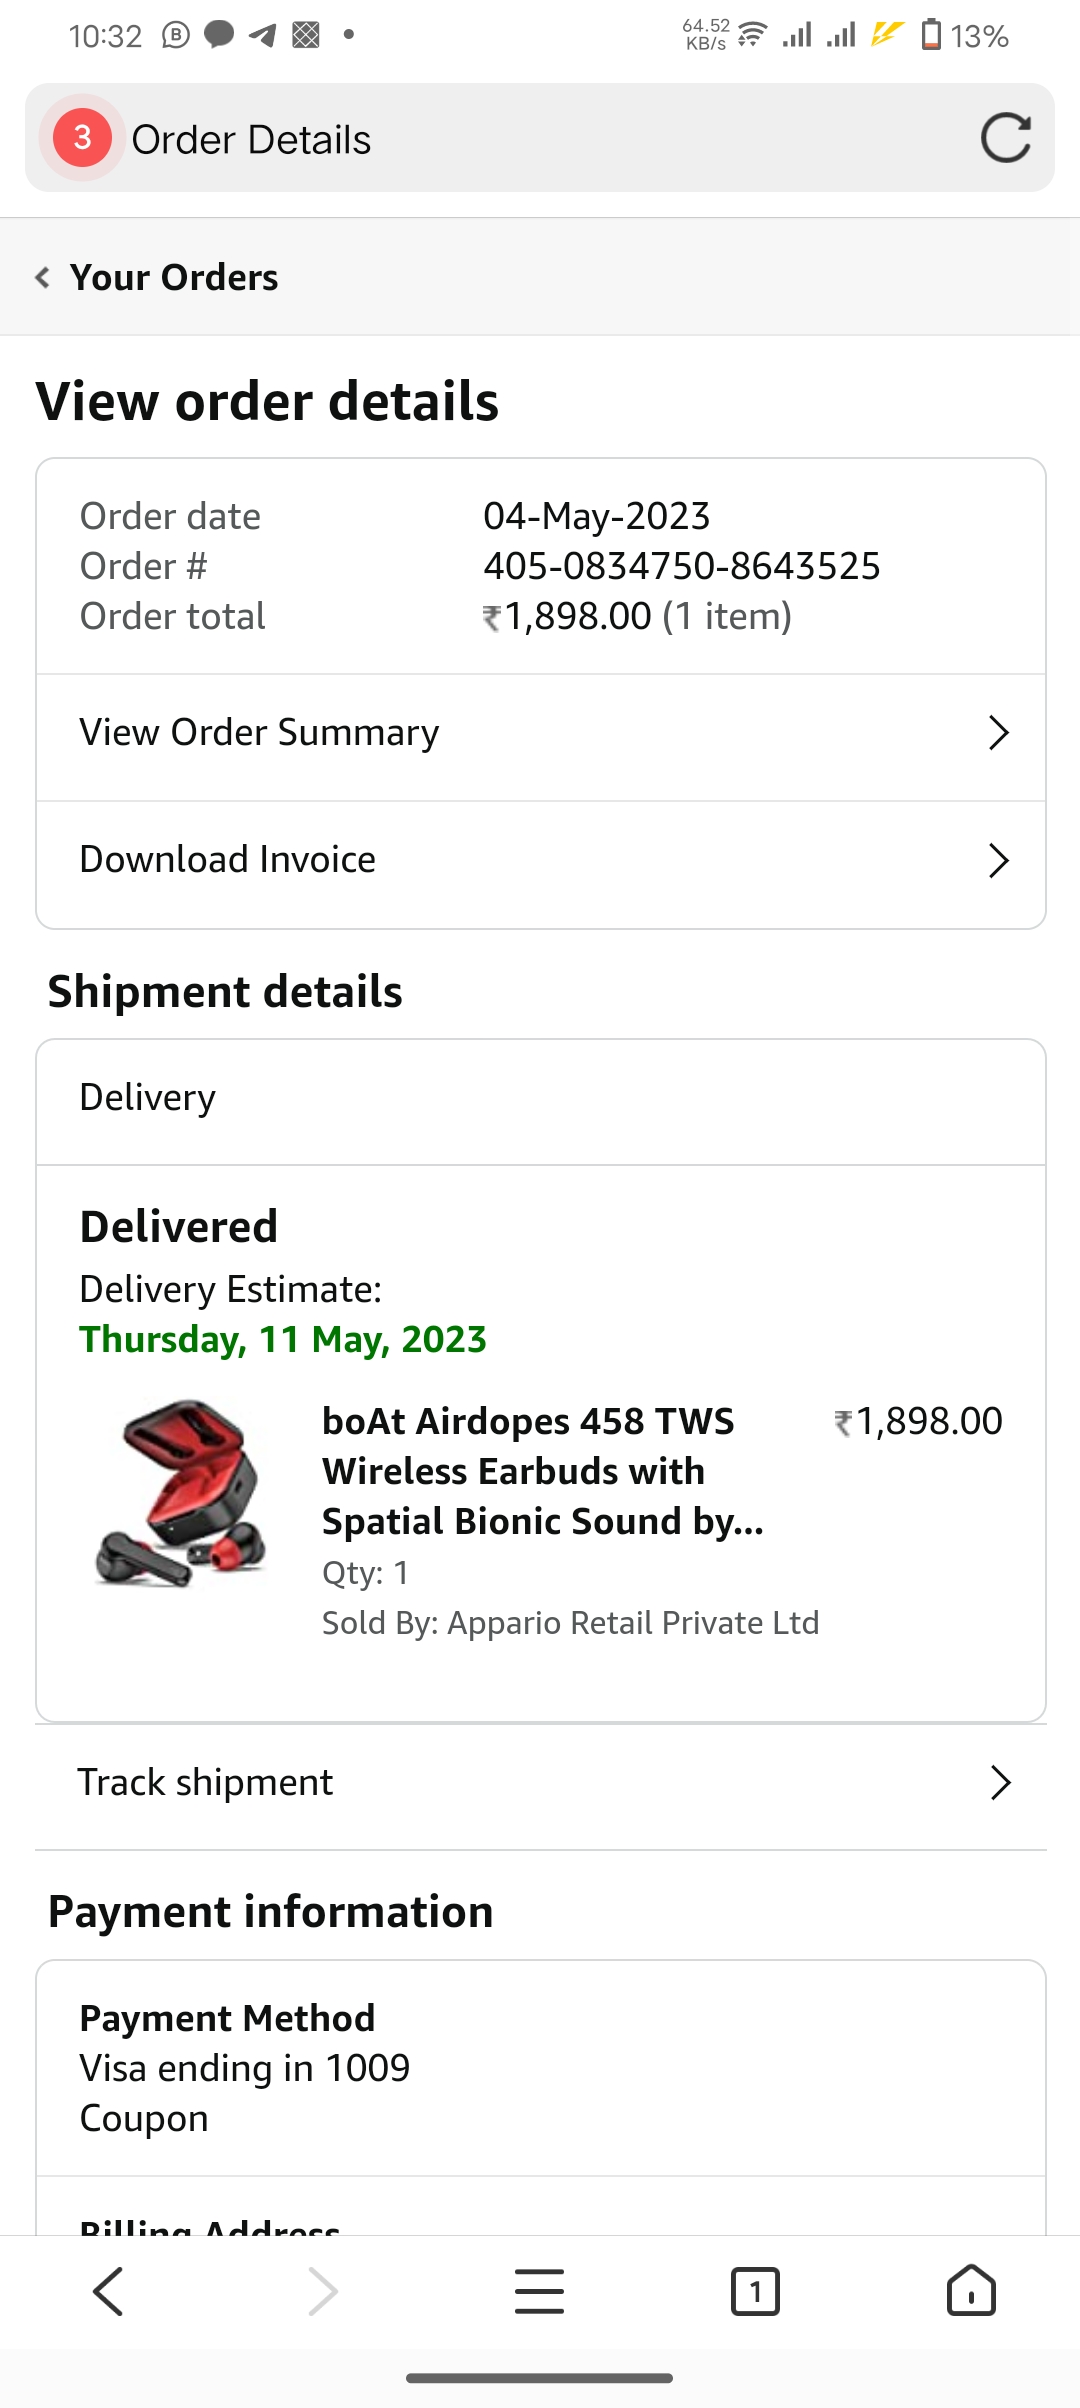 10:32
64.52
KB/s
13%
3
Order Details
Your Orders
View order details
Order date 04-May-2023
Order # 405-0834750-8643525
Order total ₹1,898.00 (1 item)
View Order Summary
Download Invoice
Shipment details
Delivery
Delivered
Delivery Estimate:
Thursday, 11 May, 2023
boAt Airdopes 458 TWS ₹1,898.00
Wireless Earbuds with
Spatial Bionic Sound by...
Qty: 1
Sold By: Appario Retail Private Ltd
Track shipment
Payment information
Payment Method
Visa ending in 1009
Coupon
Billing Address
1